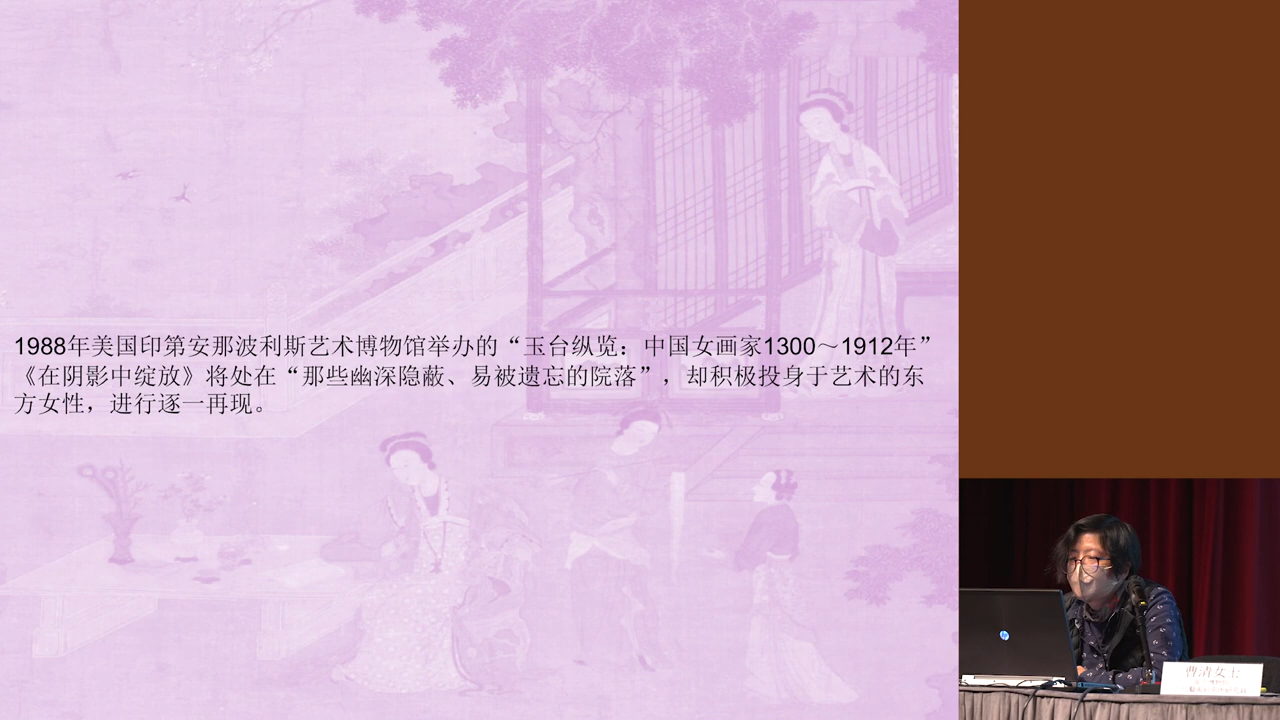 1988年美国印第安那波利斯艺术博物馆举办的“玉台纵览：中国女画家1300～1912年”
《在阴影中绽放》将处在“那些幽深隐蔽、易被遗忘的院落”，却积极投身于艺术的东
方女性，进行逐一再现。
hp
曹清女士